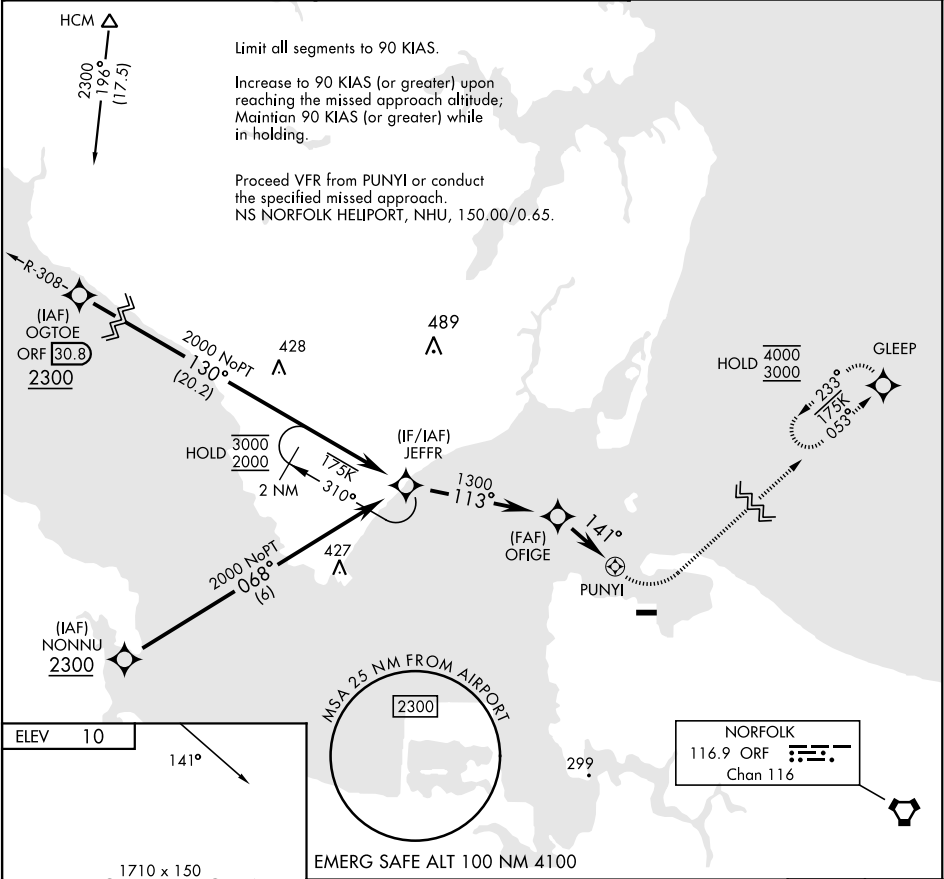 HCM
2300
196°
(17.5)
Limit all segments to 90 KIAS.
Increase to 90 KIAS (or greater) upon
reaching the missed approach altitude;
Maintian 90 KIAS (or greater) while
in holding.
Proceed VFR from PUNYI or conduct
the specified missed approach.
NS NORFOLK HELIPORT, NHU, 150.00/0.65.
R-308
(IAF)
OGTOE
ORF 30.8
2300
2000 NoPT
130°
(20.2)
428
489
HOLD 4000
3000
GLEEP
233°
175K
053°
HOLD 3000
2000
2 NM
175K
310°
(IF/IAF)
JEFFR
1300
113°
(FAF)
OFIGE
141°
PUNYI
427
2000 NoPT
068°
(6)
(IAF)
NONNU
2300
MSA 25 NM FROM AIRPORT
2300
ELEV 10
141°
1710 x 150
299
NORFOLK
116.9 ORF
Chan 116
EMERG SAFE ALT 100 NM 4100